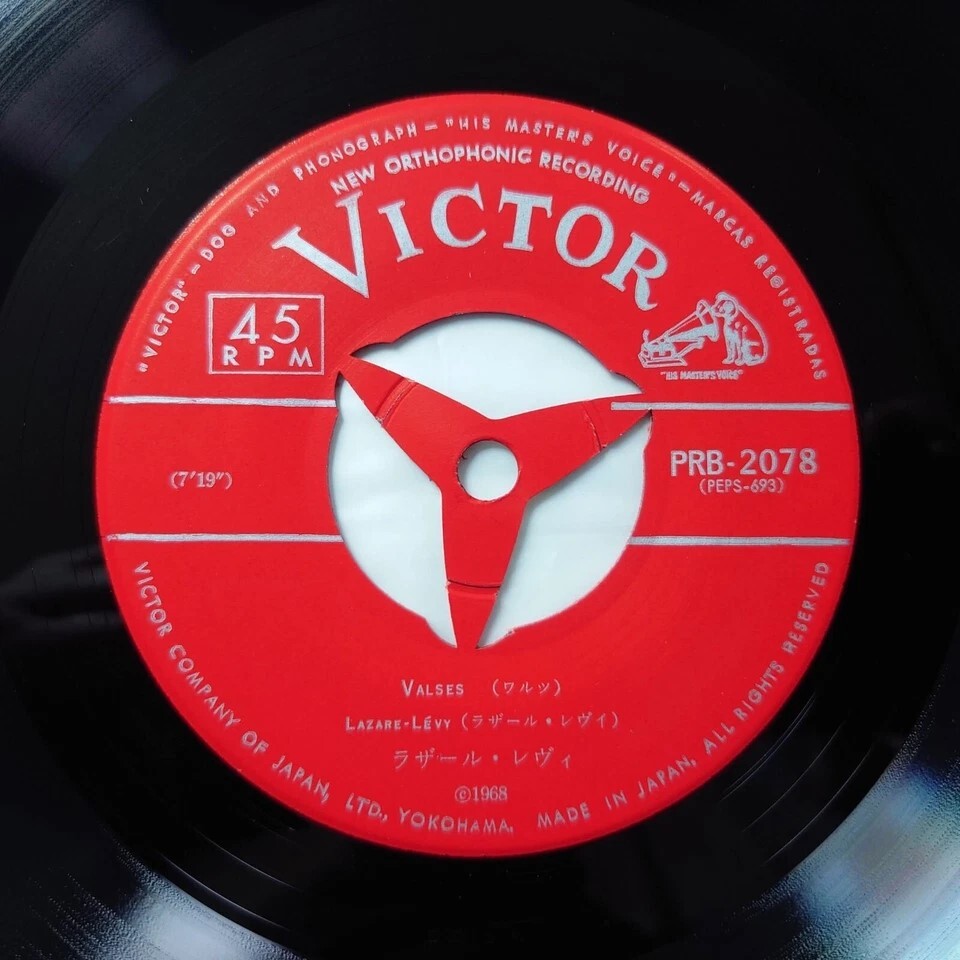 "VICTOR" – DOG AND PHONOGRAPH – "HIS MASTER'S VOICE" – MARCAS REGISTRADAS
NEW ORTHOPHONIC RECORDING
VICTOR
45
RPM
"HIS MASTER'S VOICE"
(7'19")
PRB-2078
(PEPS-693)
VALSES (ワルツ)
LAZARE-LÉVY (ラザール・レヴイ)
ラザール・レヴィ
©1968
VICTOR COMPANY OF JAPAN, LTD., YOKOHAMA. MADE IN JAPAN, ALL RIGHTS RESERVED